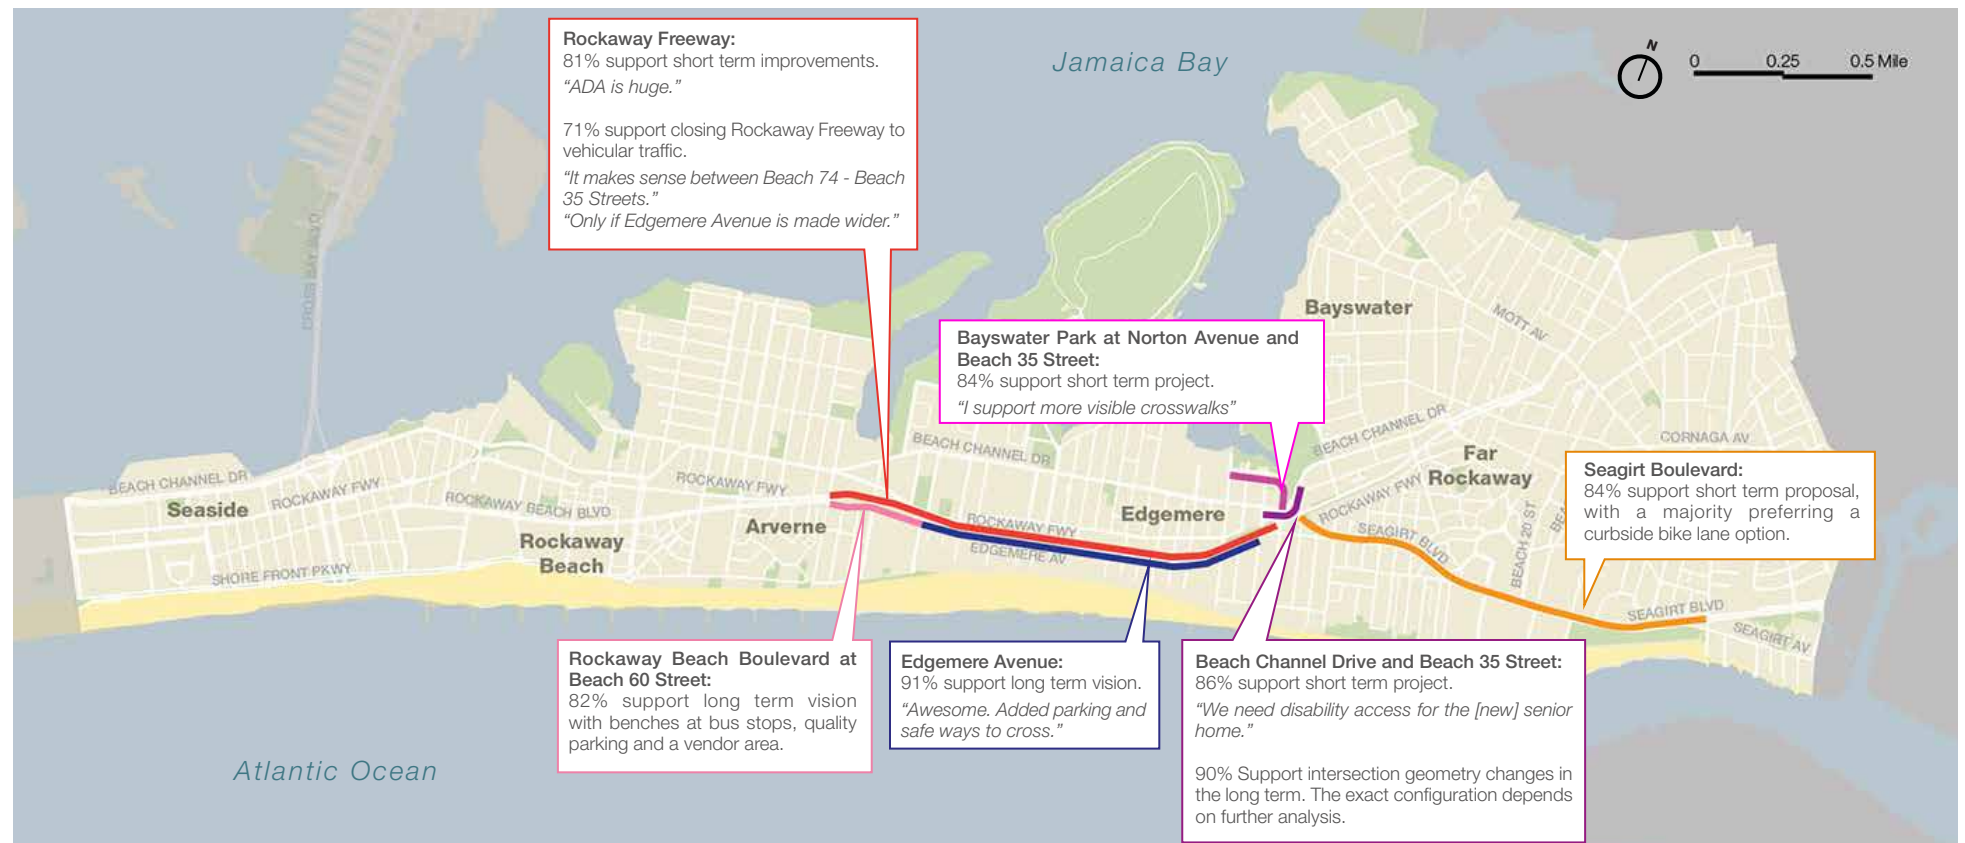 Rockaway Freeway:
81% support short term improvements.
“ADA is huge.”
71% support closing Rockaway Freeway to
vehicular traffic.
“It makes sense between Beach 74 - Beach
35 Streets.”
“Only if Edgemere Avenue is made wider.”
Jamaica Bay
N
0 0.25 0.5 Mile
CROSS BAY BLVD
Bayswater
MOTT AV
Bayswater Park at Norton Avenue and
Beach 35 Street:
84% support short term project.
“I support more visible crosswalks”
BEACH CHANNEL DR
BEACH CHANNEL DR
CORNAGA AV
Far
Rockaway
Seagirt Boulevard:
84% support short term proposal,
with a majority preferring a
curbside bike lane option.
BEACH CHANNEL DR
Seaside
ROCKAWAY FWY
ROCKAWAY BEACH BLVD
ROCKAWAY FWY
Arverne
Rockaway
Beach
SHORE FRONT PKWY
ROCKAWAY FWY
EDGEMERE AV
Edgemere
ROCKAWAY FWY
SEAGIRT BLVD
BEACH 20 ST
BEA
SEAGIRT BLVD
SEAGIRT AV
Rockaway Beach Boulevard at
Beach 60 Street:
82% support long term vision
with benches at bus stops, quality
parking and a vendor area.
Edgemere Avenue:
91% support long term vision.
“Awesome. Added parking and
safe ways to cross.”
Beach Channel Drive and Beach 35 Street:
86% support short term project.
“We need disability access for the [new] senior
home.”
90% Support intersection geometry changes in
the long term. The exact configuration depends
on further analysis.
Atlantic Ocean